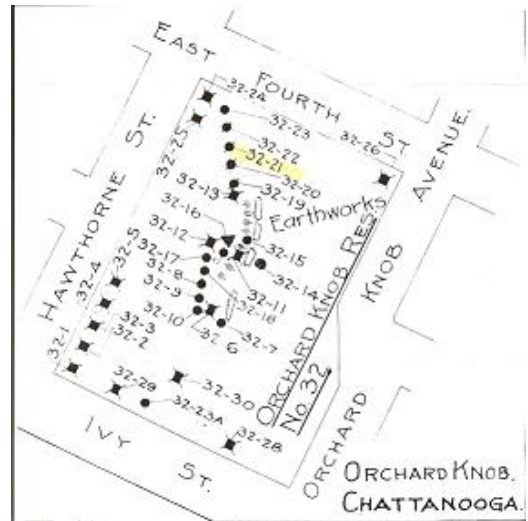 EAST FOURTH ST
HAWTHORNE ST.
ORCHARD KNOB AVENUE.
IVY ST.
32-24
32-23
32-26
32-25
32-22
32-21
32-20
32-13
32-19
32-16
Earthworks
32-12
32-15
32-17
32-14
32-5
32-8
32-4
32-9
32-11
32-18
32-10
32-6
32-7
32-3
32-1
32-2
32-29
32-30
32-23A
32-28
ORCHARD KNOB RES.
No. 32
ORCHARD KNOB.
CHATTANOOGA.